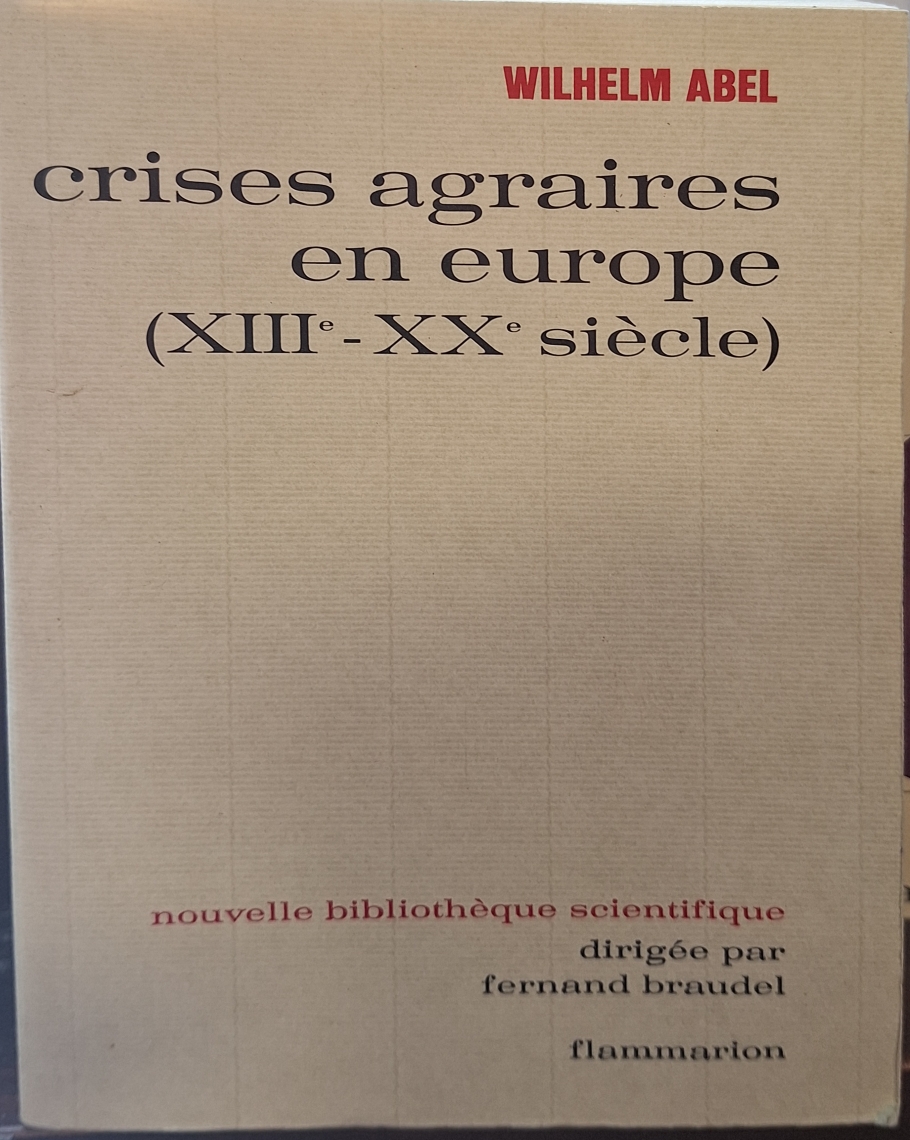 WILHELM ABEL
crises agraires
en europe
(XIIIᵉ - XXᵉ siècle)
nouvelle bibliothèque scientifique
dirigée par
fernand braudel
flammarion